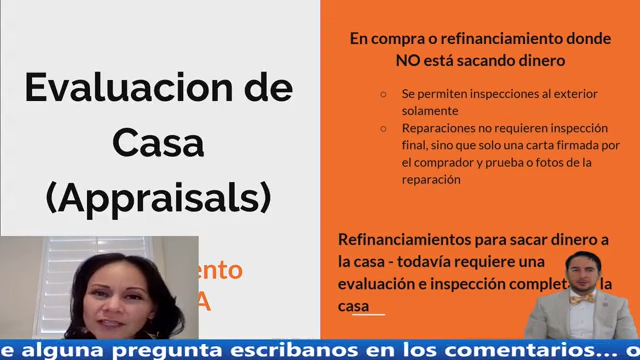 Evaluacion de
Casa
(Appraisals)
ento
A
En compra o refinanciamiento donde
NO está sacando dinero
○ Se permiten inspecciones al exterior
solamente
○ Reparaciones no requieren inspección
final, sino que solo una carta firmada por
el comprador y prueba o fotos de la
reparación
Refinanciamientos para sacar dinero a
la casa - todavía requiere una
evaluación e inspección completa la
casa
e alguna pregunta escribanos en los comentarios... o